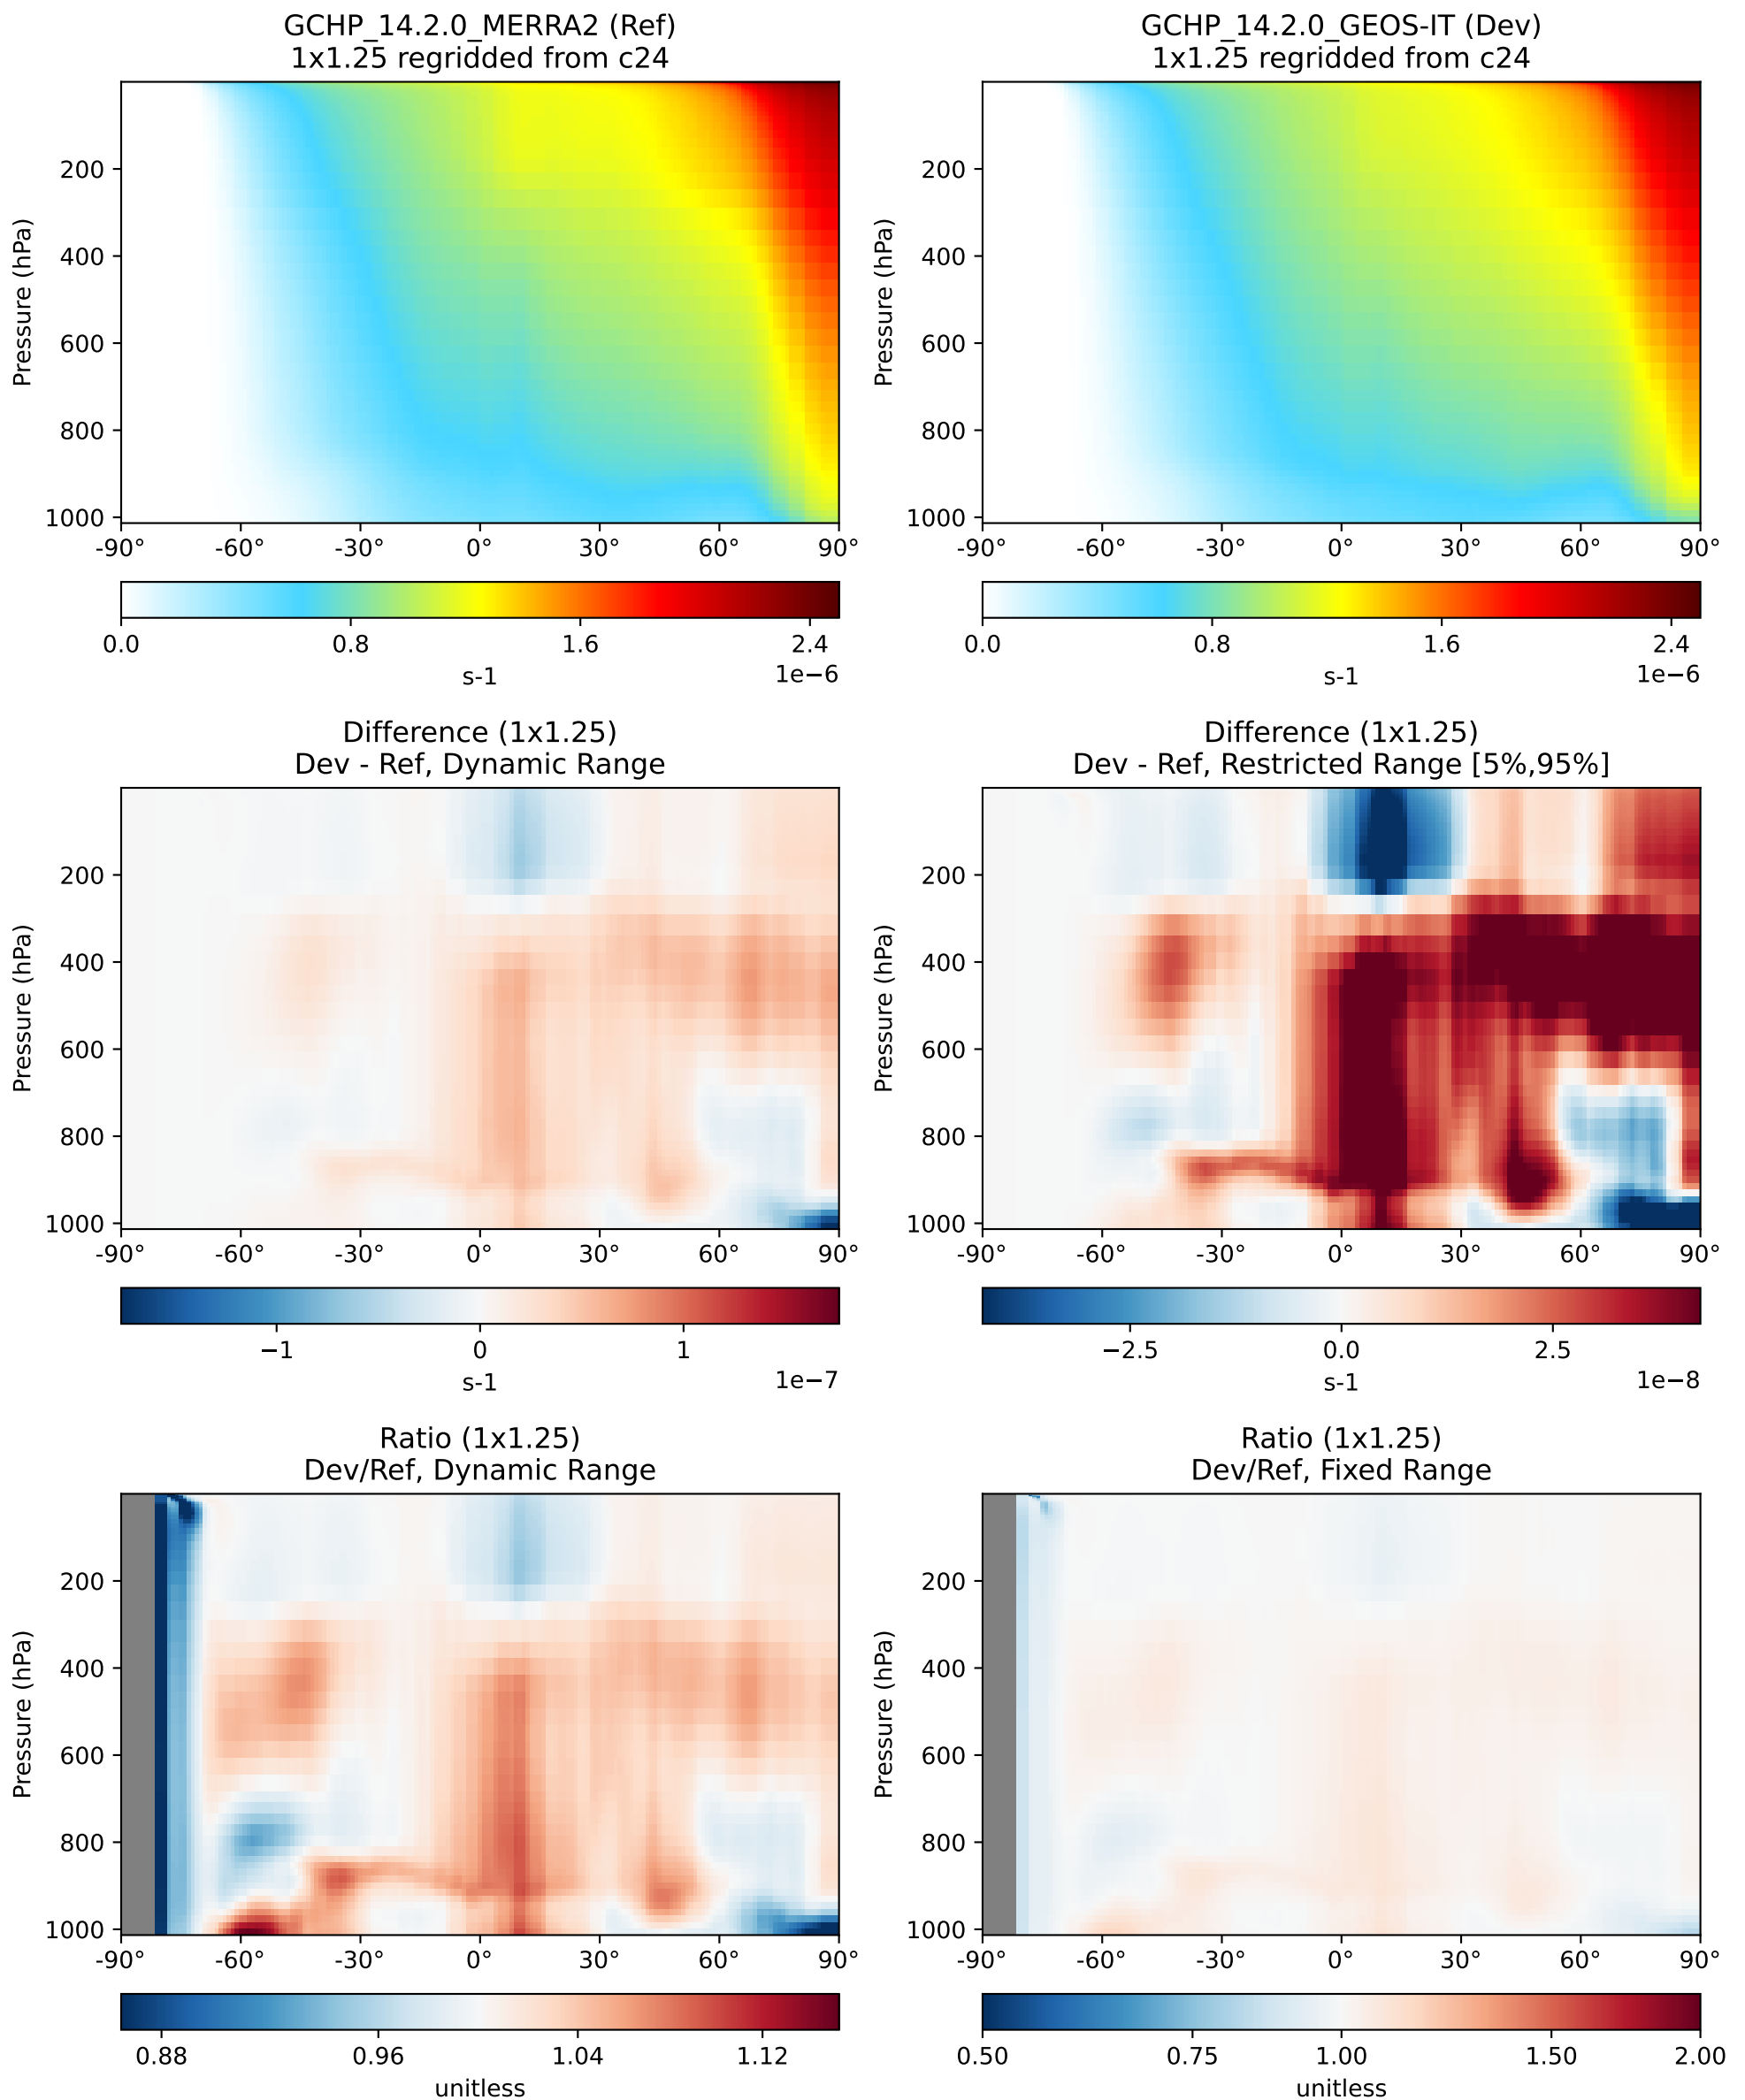 GCHP_14.2.0_MERRA2 (Ref)
1x1.25 regridded from c24
Pressure (hPa)
200
400
600
800
1000
-90° -60° -30° 0° 30° 60° 90°
0.0 0.8 1.6 2.4
s-1 1e−6
GCHP_14.2.0_GEOS-IT (Dev)
1x1.25 regridded from c24
Pressure (hPa)
200
400
600
800
1000
-90° -60° -30° 0° 30° 60° 90°
0.0 0.8 1.6 2.4
s-1 1e−6
Difference (1x1.25)
Dev - Ref, Dynamic Range
Pressure (hPa)
200
400
600
800
1000
-90° -60° -30° 0° 30° 60° 90°
−1 0 1
s-1 1e−7
Difference (1x1.25)
Dev - Ref, Restricted Range [5%,95%]
Pressure (hPa)
200
400
600
800
1000
-90° -60° -30° 0° 30° 60° 90°
−2.5 0.0 2.5
s-1 1e−8
Ratio (1x1.25)
Dev/Ref, Dynamic Range
Pressure (hPa)
200
400
600
800
1000
-90° -60° -30° 0° 30° 60° 90°
0.88 0.96 1.04 1.12
unitless
Ratio (1x1.25)
Dev/Ref, Fixed Range
Pressure (hPa)
200
400
600
800
1000
-90° -60° -30° 0° 30° 60° 90°
0.50 0.75 1.00 1.50 2.00
unitless